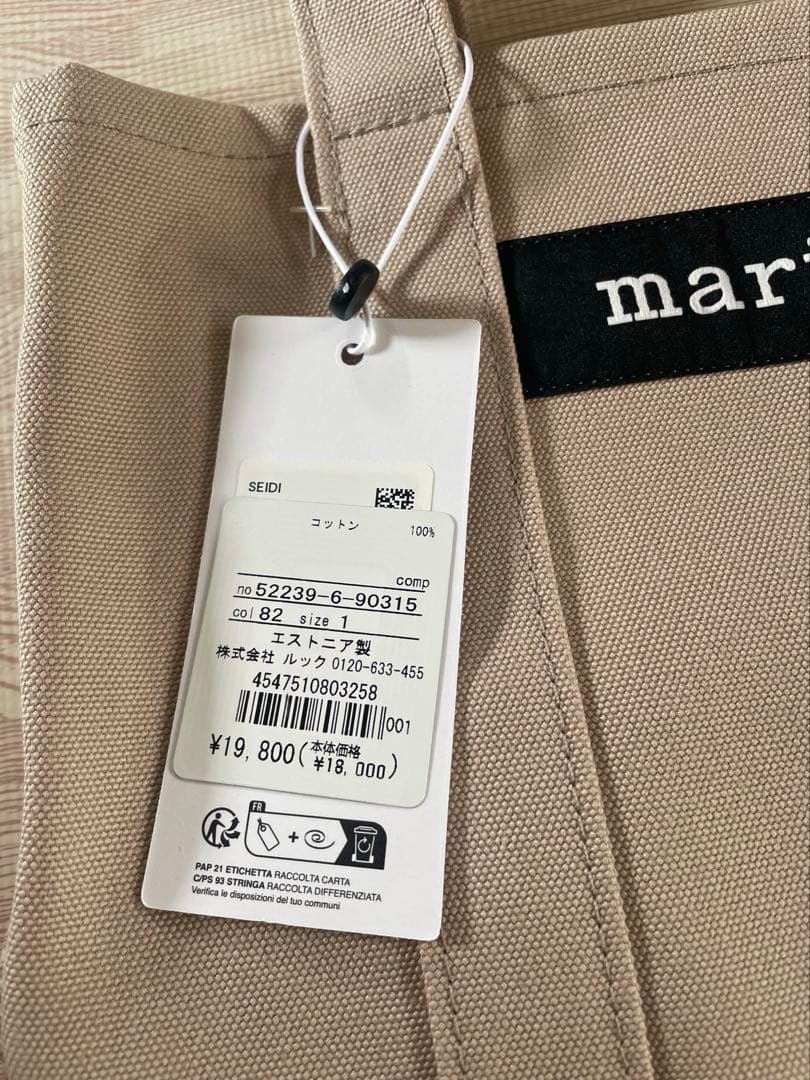 mari
SEIDI
コットン 100%
comp
no 52239-6-90315
col 82 size 1
エストニア製
株式会社 ルック 0120-633-455
4547510803258
001
¥19,800(本体価格
¥18,000)
FR
PAP 21 ETICHETTA RACCOLTA CARTA
C/PS 93 STRINGA RACCOLTA DIFFERENZIATA
Verifica le disposizioni del tuo communi